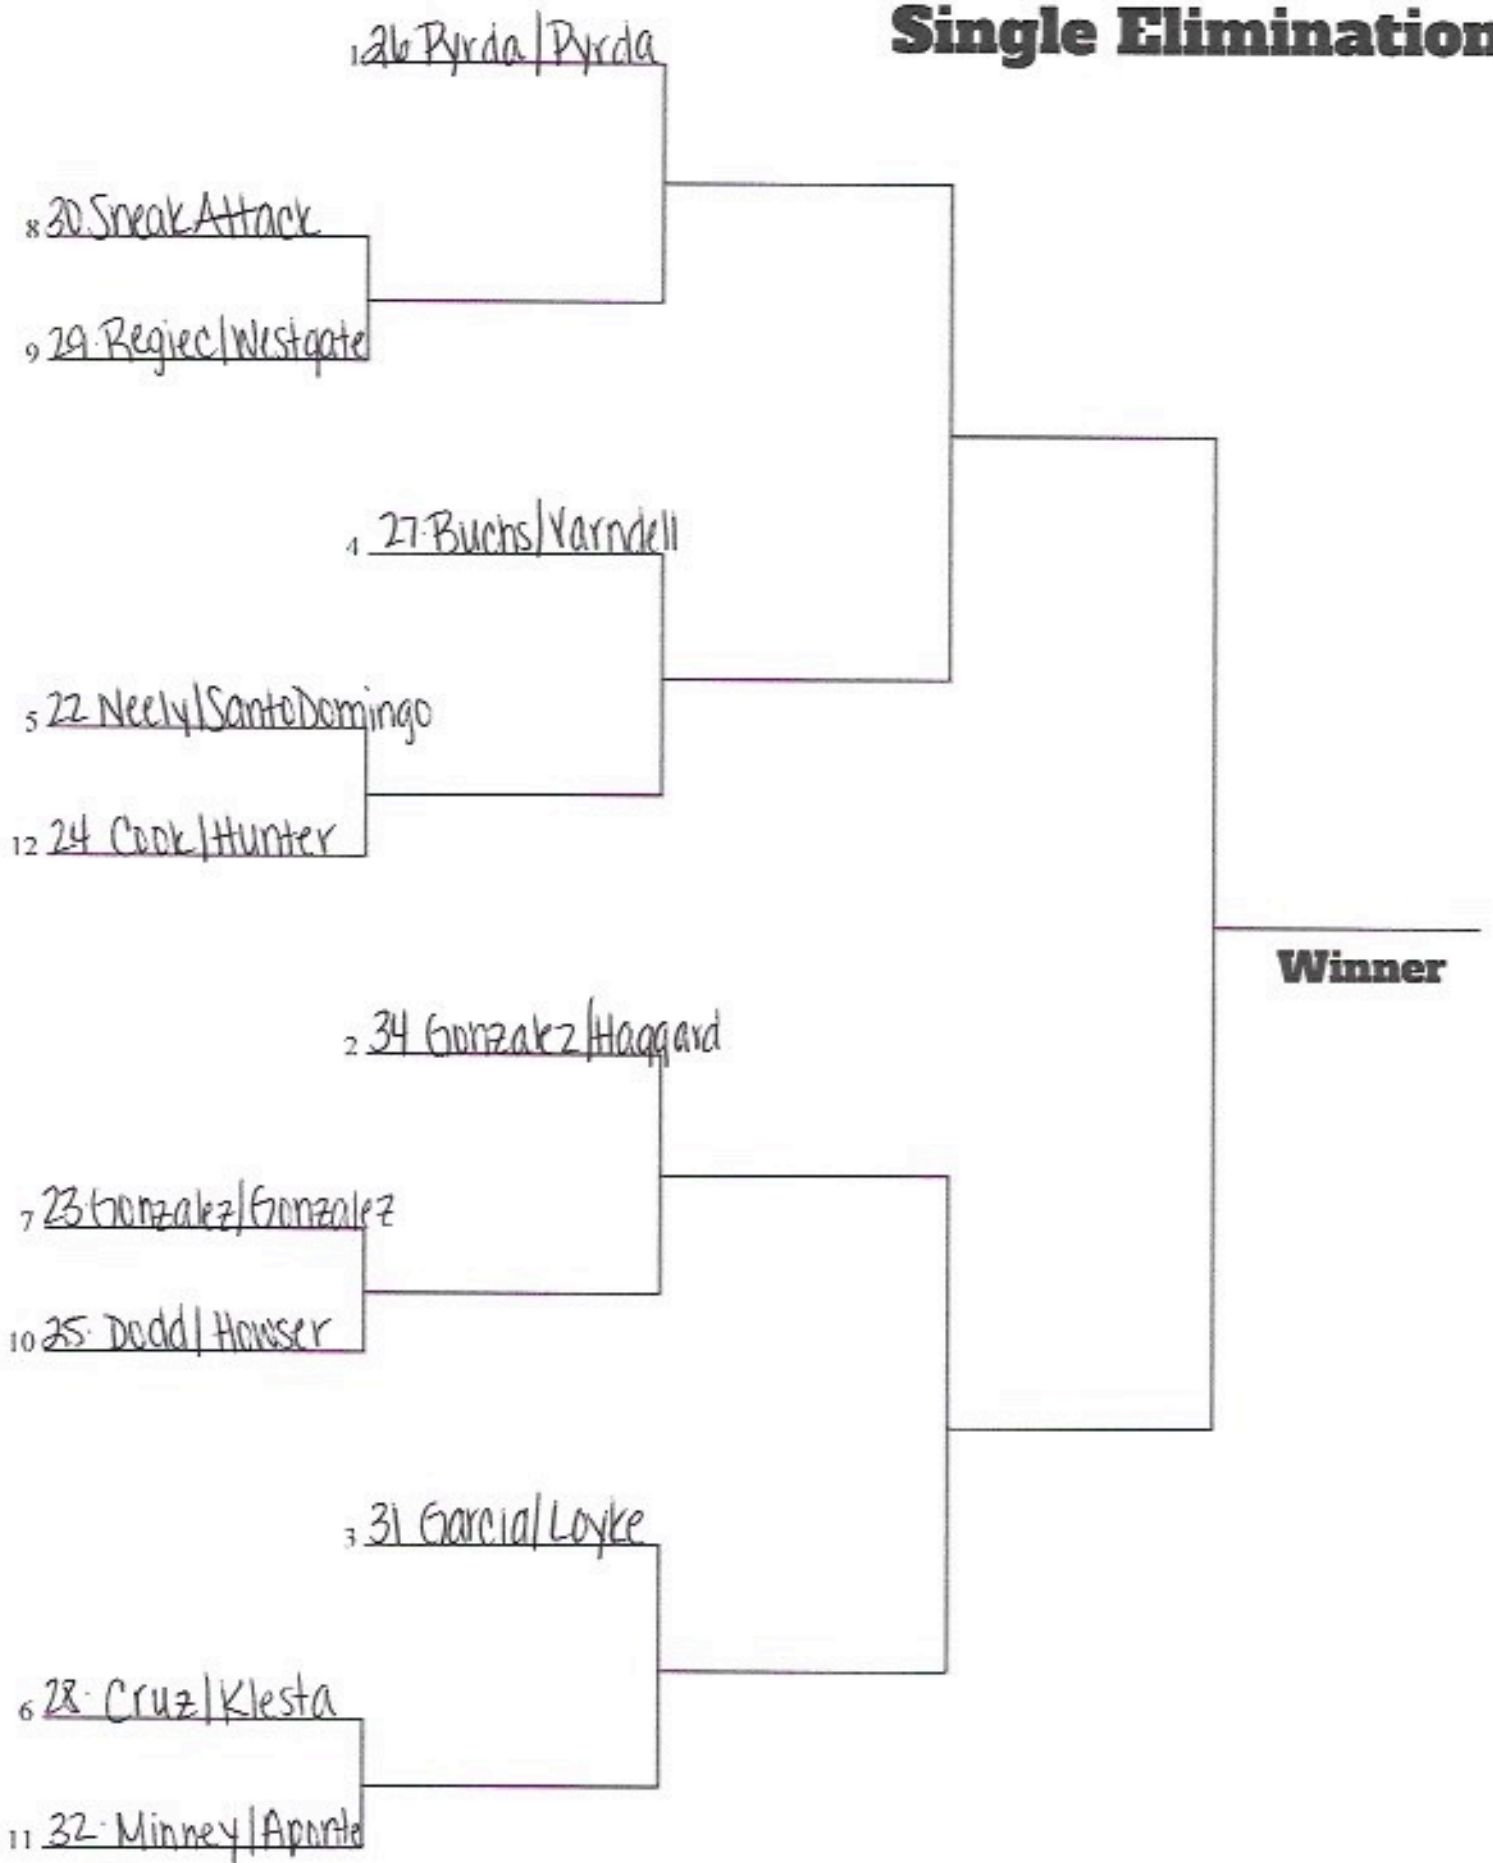 Single Elimination
1 26 Pyrda/Pyrda
8 30. Sneak Attack
9 29. Regiec/Westgate
4 27. Buchs/Varndell
5 22 Neely/SantoDomingo
12 24 Cook/Hunter
Winner
2 34 Gonzalez/Haggard
7 23. Gonzalez/Gonzalez
10 25. Dodd/Howser
3 31 Garcia/Loyke
6 28. Cruz/Klesta
11 32. Minney/Aponte